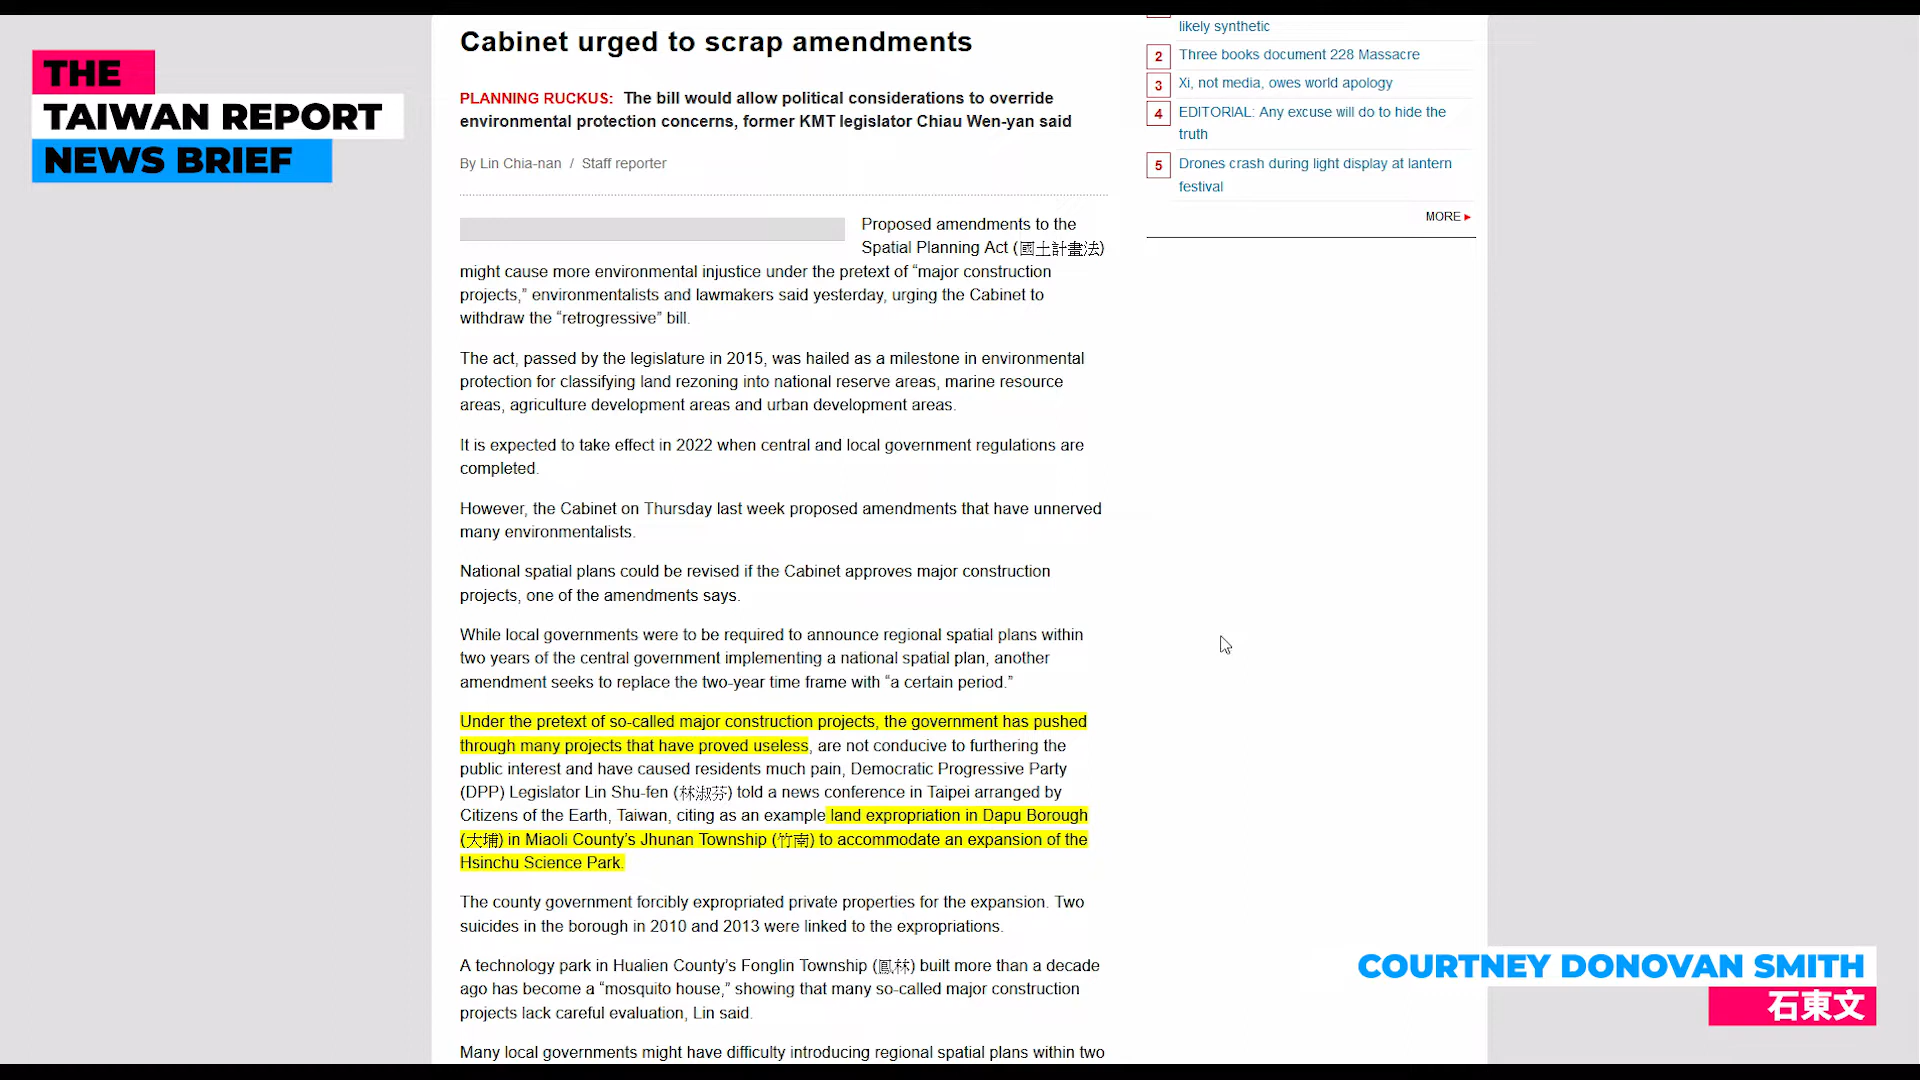 THE
TAIWAN REPORT
NEWS BRIEF
Cabinet urged to scrap amendments
PLANNING RUCKUS: The bill would allow political considerations to override
environmental protection concerns, former KMT legislator Chiau Wen-yan said
By Lin Chia-nan / Staff reporter
Proposed amendments to the
Spatial Planning Act (國土計畫法)
might cause more environmental injustice under the pretext of “major construction
projects,” environmentalists and lawmakers said yesterday, urging the Cabinet to
withdraw the “retrogressive” bill.
The act, passed by the legislature in 2015, was hailed as a milestone in environmental
protection for classifying land rezoning into national reserve areas, marine resource
areas, agriculture development areas and urban development areas.
It is expected to take effect in 2022 when central and local government regulations are
completed.
However, the Cabinet on Thursday last week proposed amendments that have unnerved
many environmentalists.
National spatial plans could be revised if the Cabinet approves major construction
projects, one of the amendments says.
While local governments were to be required to announce regional spatial plans within
two years of the central government implementing a national spatial plan, another
amendment seeks to replace the two-year time frame with “a certain period.”
Under the pretext of so-called major construction projects, the government has pushed
through many projects that have proved useless, are not conducive to furthering the
public interest and have caused residents much pain, Democratic Progressive Party
(DPP) Legislator Lin Shu-fen (林淑芬) told a news conference in Taipei arranged by
Citizens of the Earth, Taiwan, citing as an example land expropriation in Dapu Borough
(大埔) in Miaoli County’s Jhunan Township (竹南) to accommodate an expansion of the
Hsinchu Science Park.
The county government forcibly expropriated private properties for the expansion. Two
suicides in the borough in 2010 and 2013 were linked to the expropriations.
A technology park in Hualien County’s Fonglin Township (鳳林) built more than a decade
ago has become a “mosquito house,” showing that many so-called major construction
projects lack careful evaluation, Lin said.
Many local governments might have difficulty introducing regional spatial plans within two
likely synthetic
2 Three books document 228 Massacre
3 Xi, not media, owes world apology
4 EDITORIAL: Any excuse will do to hide the
truth
5 Drones crash during light display at lantern
festival
MORE
COURTNEY DONOVAN SMITH
石東文